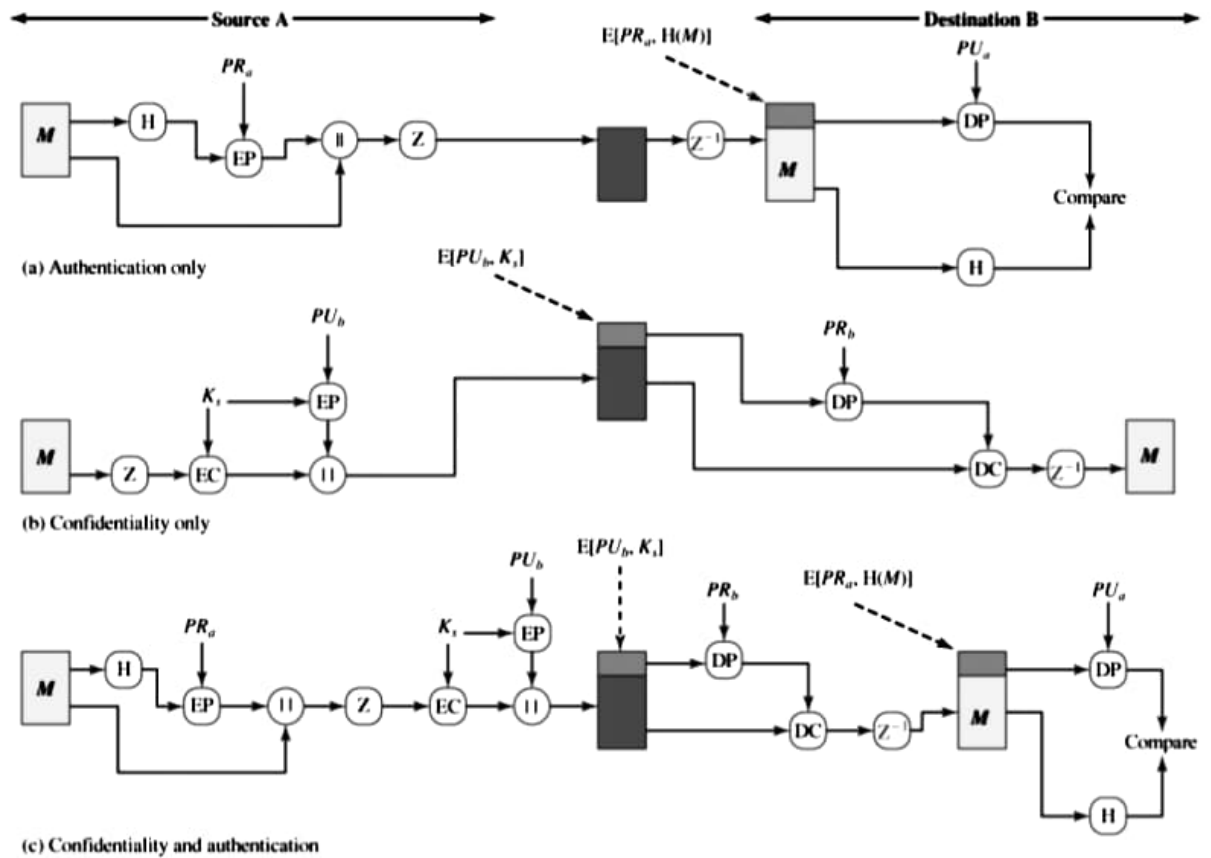 Source A
Destination B
E[PRa, H(M)]
PUa
PRa
M
H
EP
||
Z
Z⁻¹
M
DP
Compare
H
(a) Authentication only
E[PUb, Ks]
PUb
PRb
Ks
EP
DP
M
Z
EC
||
DC
Z⁻¹
M
(b) Confidentiality only
E[PUb, Ks]
PUb
PRb
E[PRa, H(M)]
PUa
PRa
Ks
EP
DP
DP
M
H
EP
||
Z
EC
||
DC
Z⁻¹
M
Compare
H
(c) Confidentiality and authentication